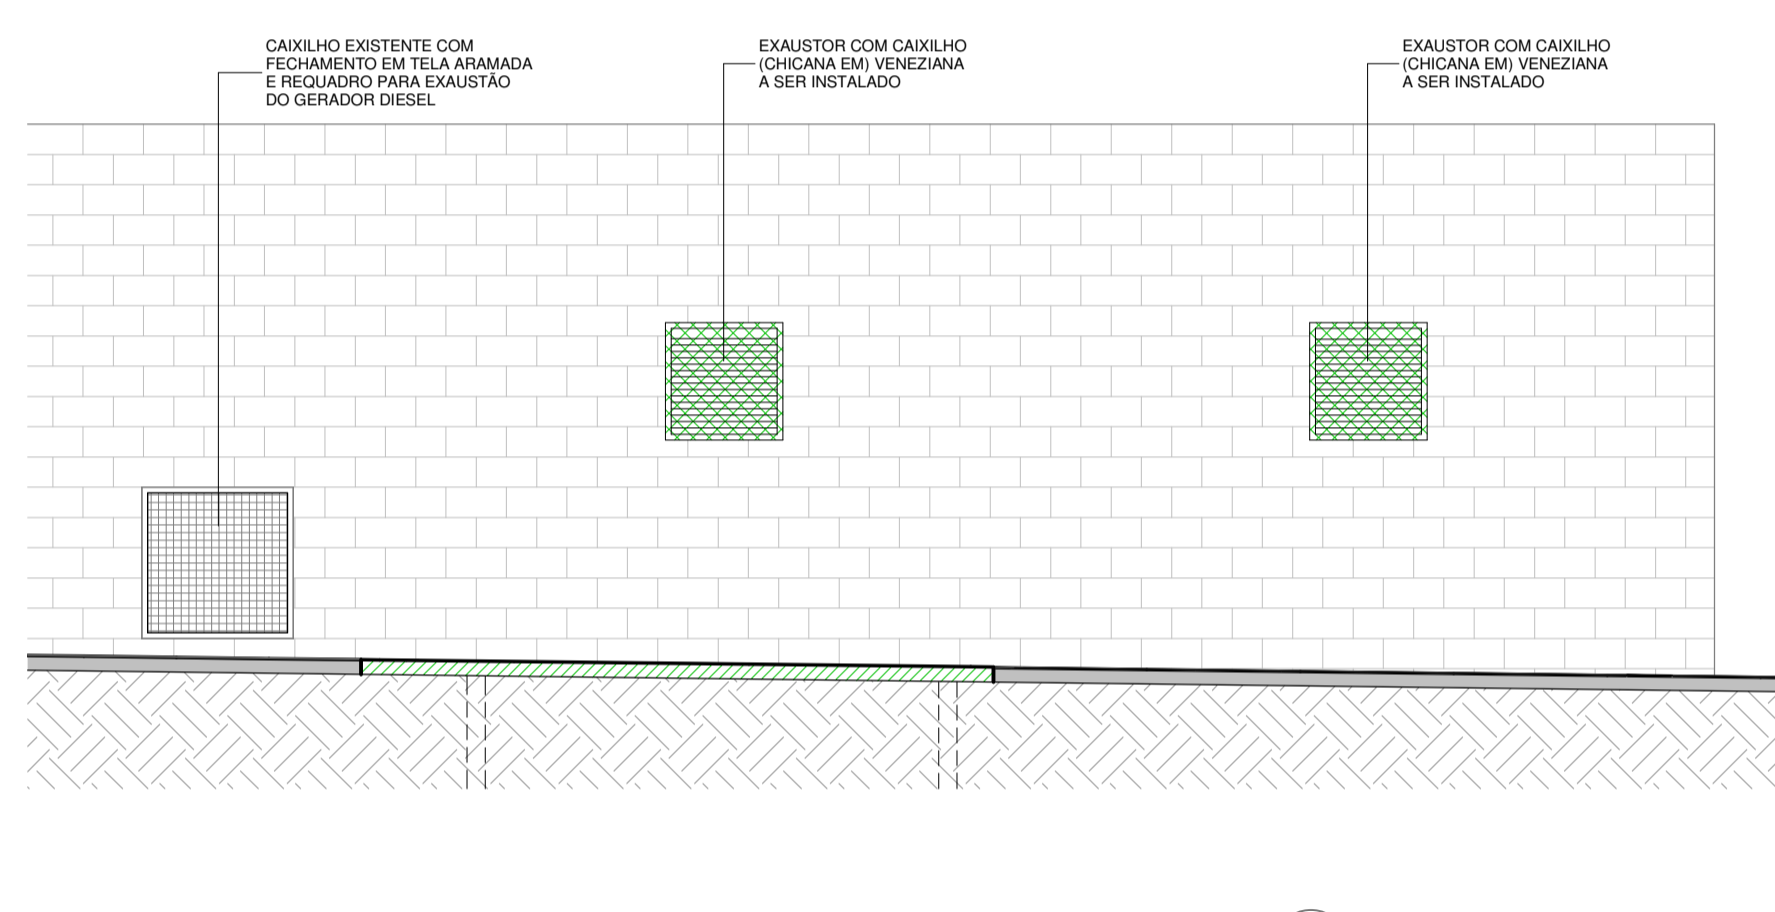 CAIXILHO EXISTENTE COM
FECHAMENTO EM TELA ARAMADA
E REQUADRO PARA EXAUSTÃO
DO GERADOR DIESEL
EXAUSTOR COM CAIXILHO
(CHICANA EM) VENEZIANA
A SER INSTALADO
EXAUSTOR COM CAIXILHO
(CHICANA EM) VENEZIANA
A SER INSTALADO